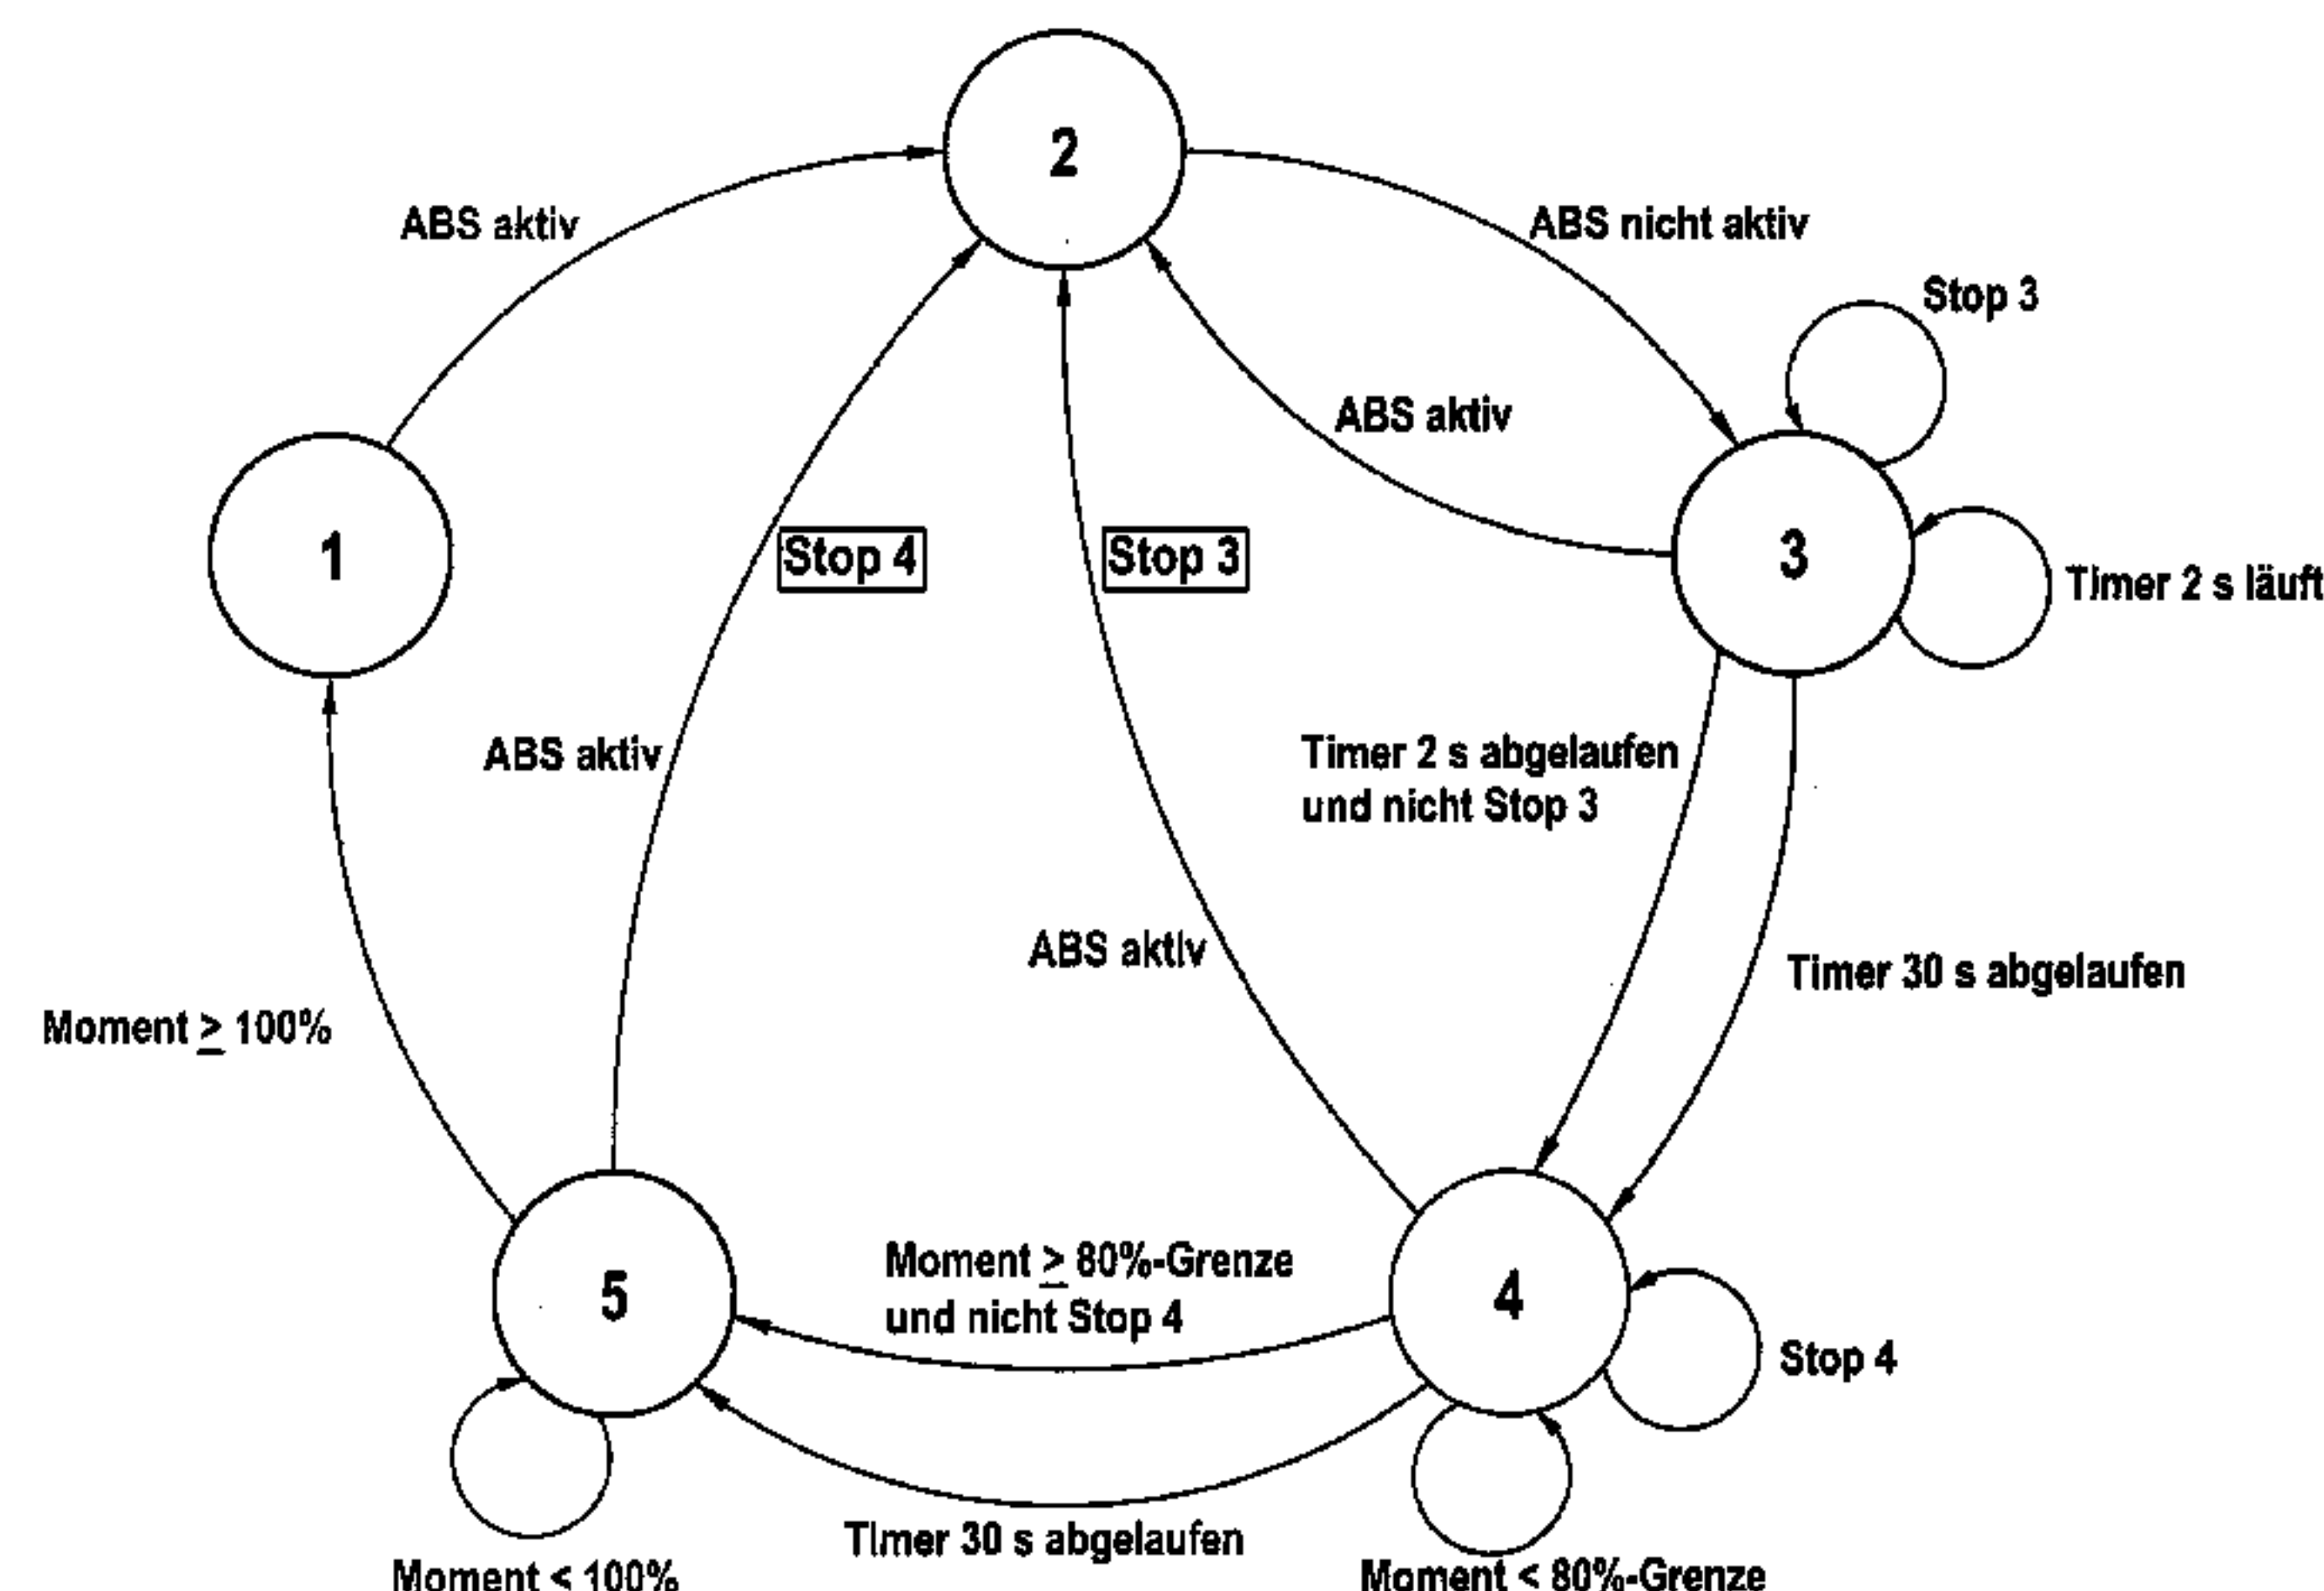 2
ABS aktiv
ABS nicht aktiv
Stop 3
ABS aktiv
1
Stop 4
Stop 3
3
Timer 2 s läuft
ABS aktiv
Timer 2 s abgelaufen
und nicht Stop 3
ABS aktiv
Timer 30 s abgelaufen
Moment ≥ 100%
Moment ≥ 80%-Grenze
und nicht Stop 4
5
4
Stop 4
Timer 30 s abgelaufen
Moment < 100%
Moment < 80%-Grenze